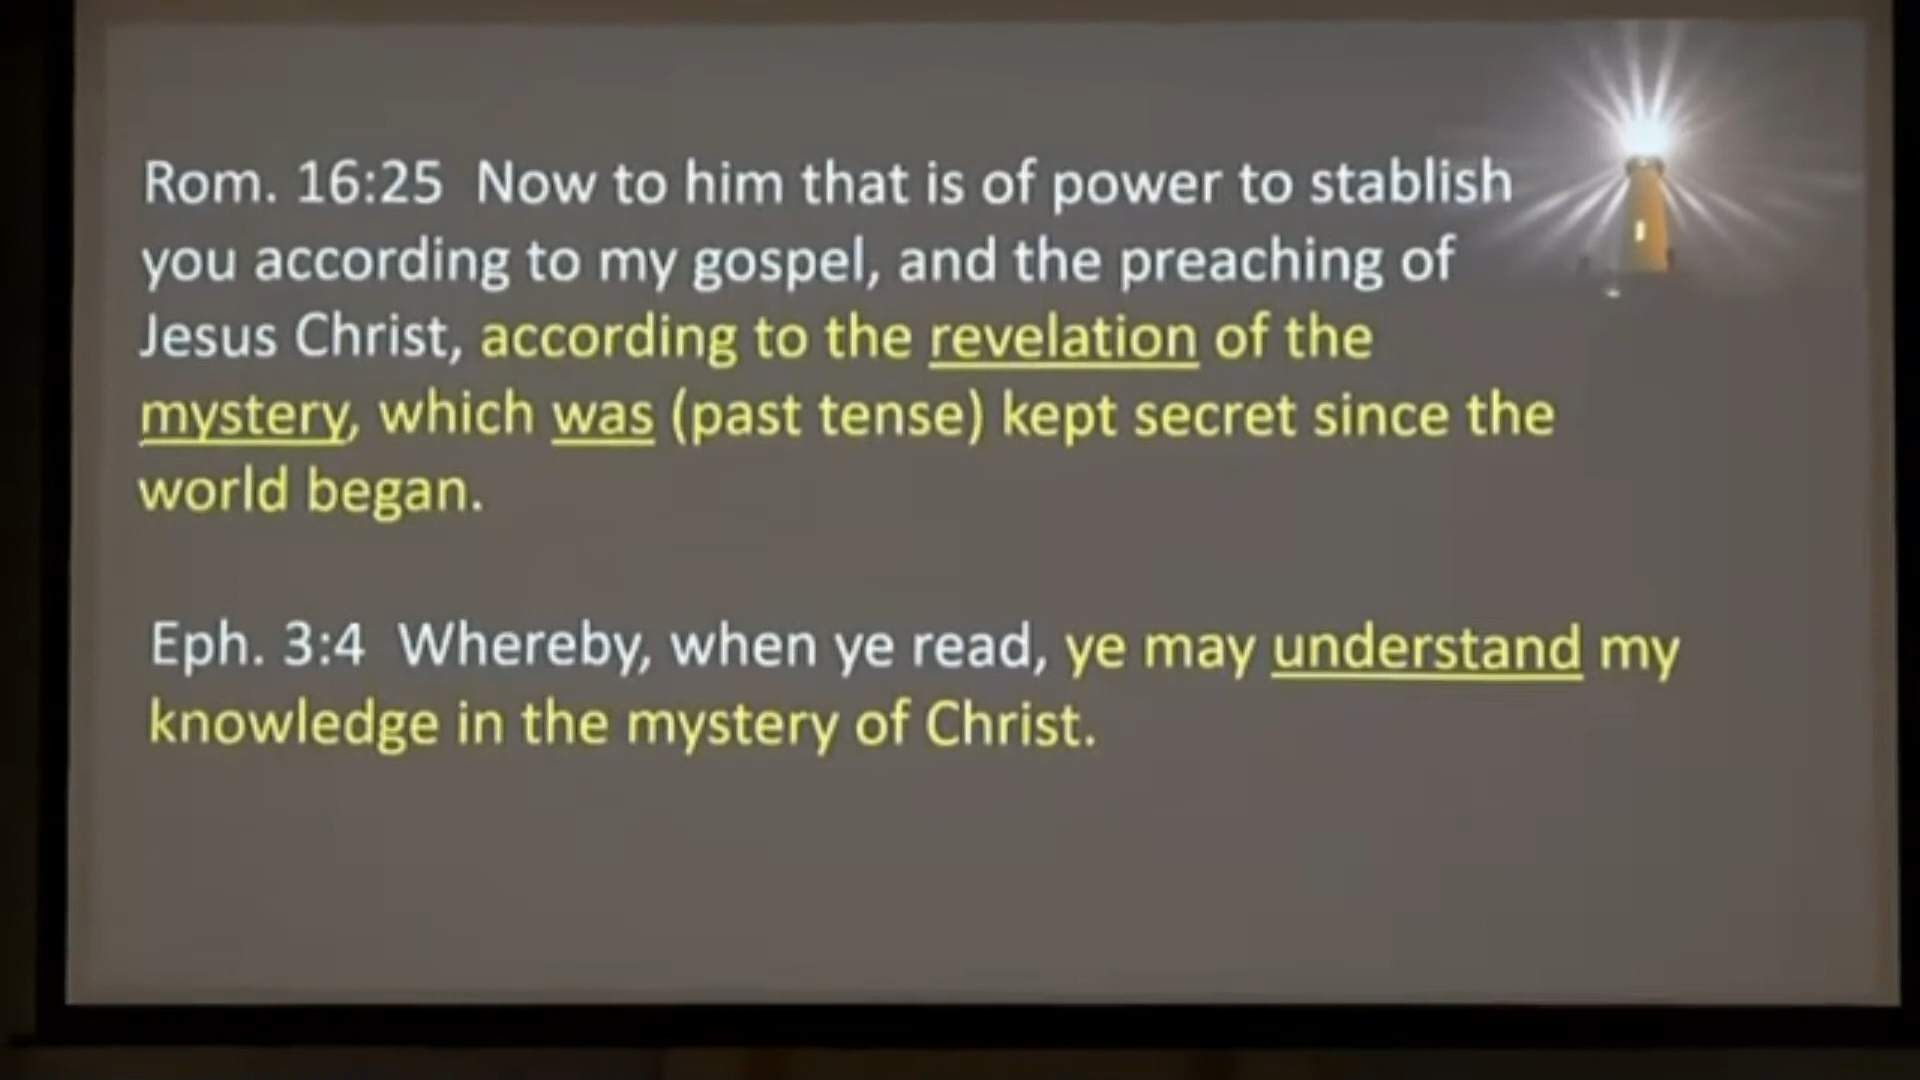 Rom. 16:25  Now to him that is of power to stablish
you according to my gospel, and the preaching of
Jesus Christ, according to the revelation of the
mystery, which was (past tense) kept secret since the
world began.
Eph. 3:4  Whereby, when ye read, ye may understand my
knowledge in the mystery of Christ.